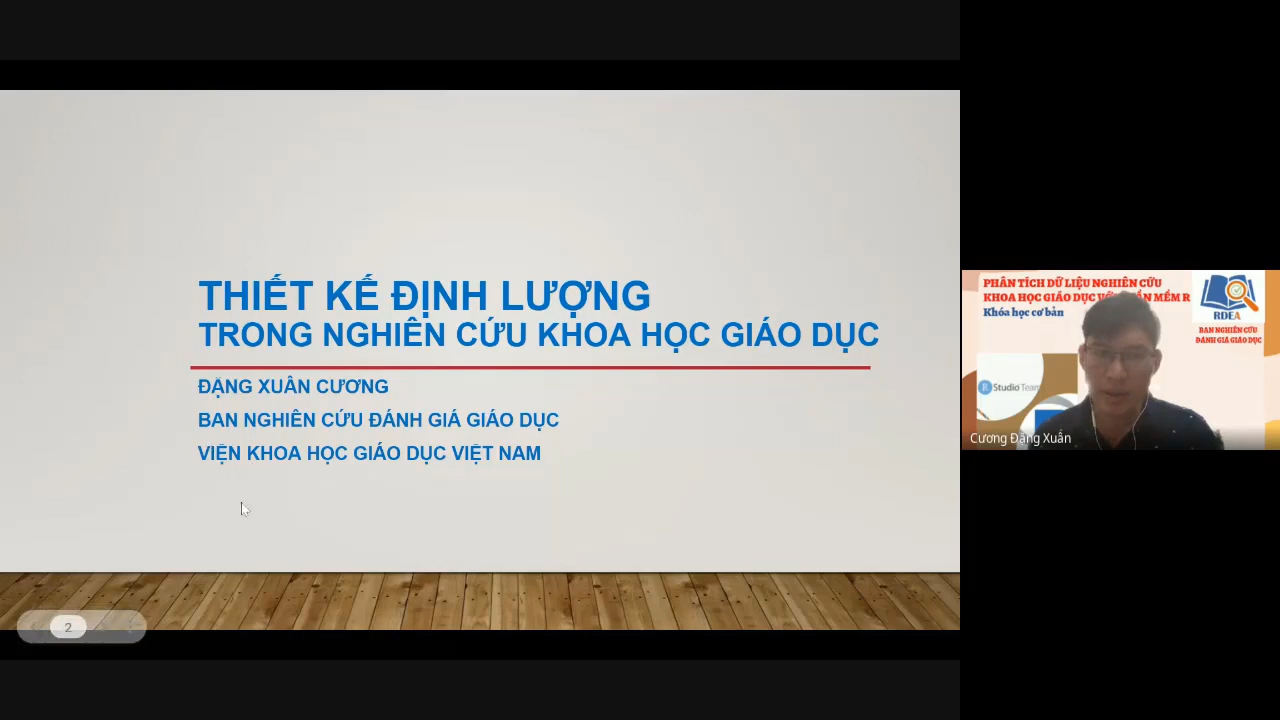 THIẾT KẾ ĐỊNH LƯỢNG
TRONG NGHIÊN CỨU KHOA HỌC GIÁO DỤC
ĐẶNG XUÂN CƯƠNG
BAN NGHIÊN CỨU ĐÁNH GIÁ GIÁO DỤC
VIỆN KHOA HỌC GIÁO DỤC VIỆT NAM
2
PHÂN TÍCH DỮ LIỆU NGHIÊN CỨU
KHOA HỌC GIÁO DỤC VỚI MỀM R
Khóa học cơ bản
RDEA
BAN NGHIÊN CỨU
ĐÁNH GIÁ GIÁO DỤC
R Studio Team
Cương Đặng Xuân